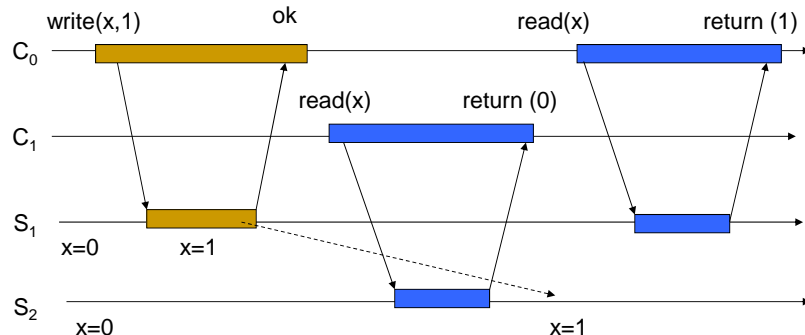 write(x,1) ok read(x) return (1)
C0
read(x) return (0)
C1
S1
x=0 x=1
S2
x=0 x=1